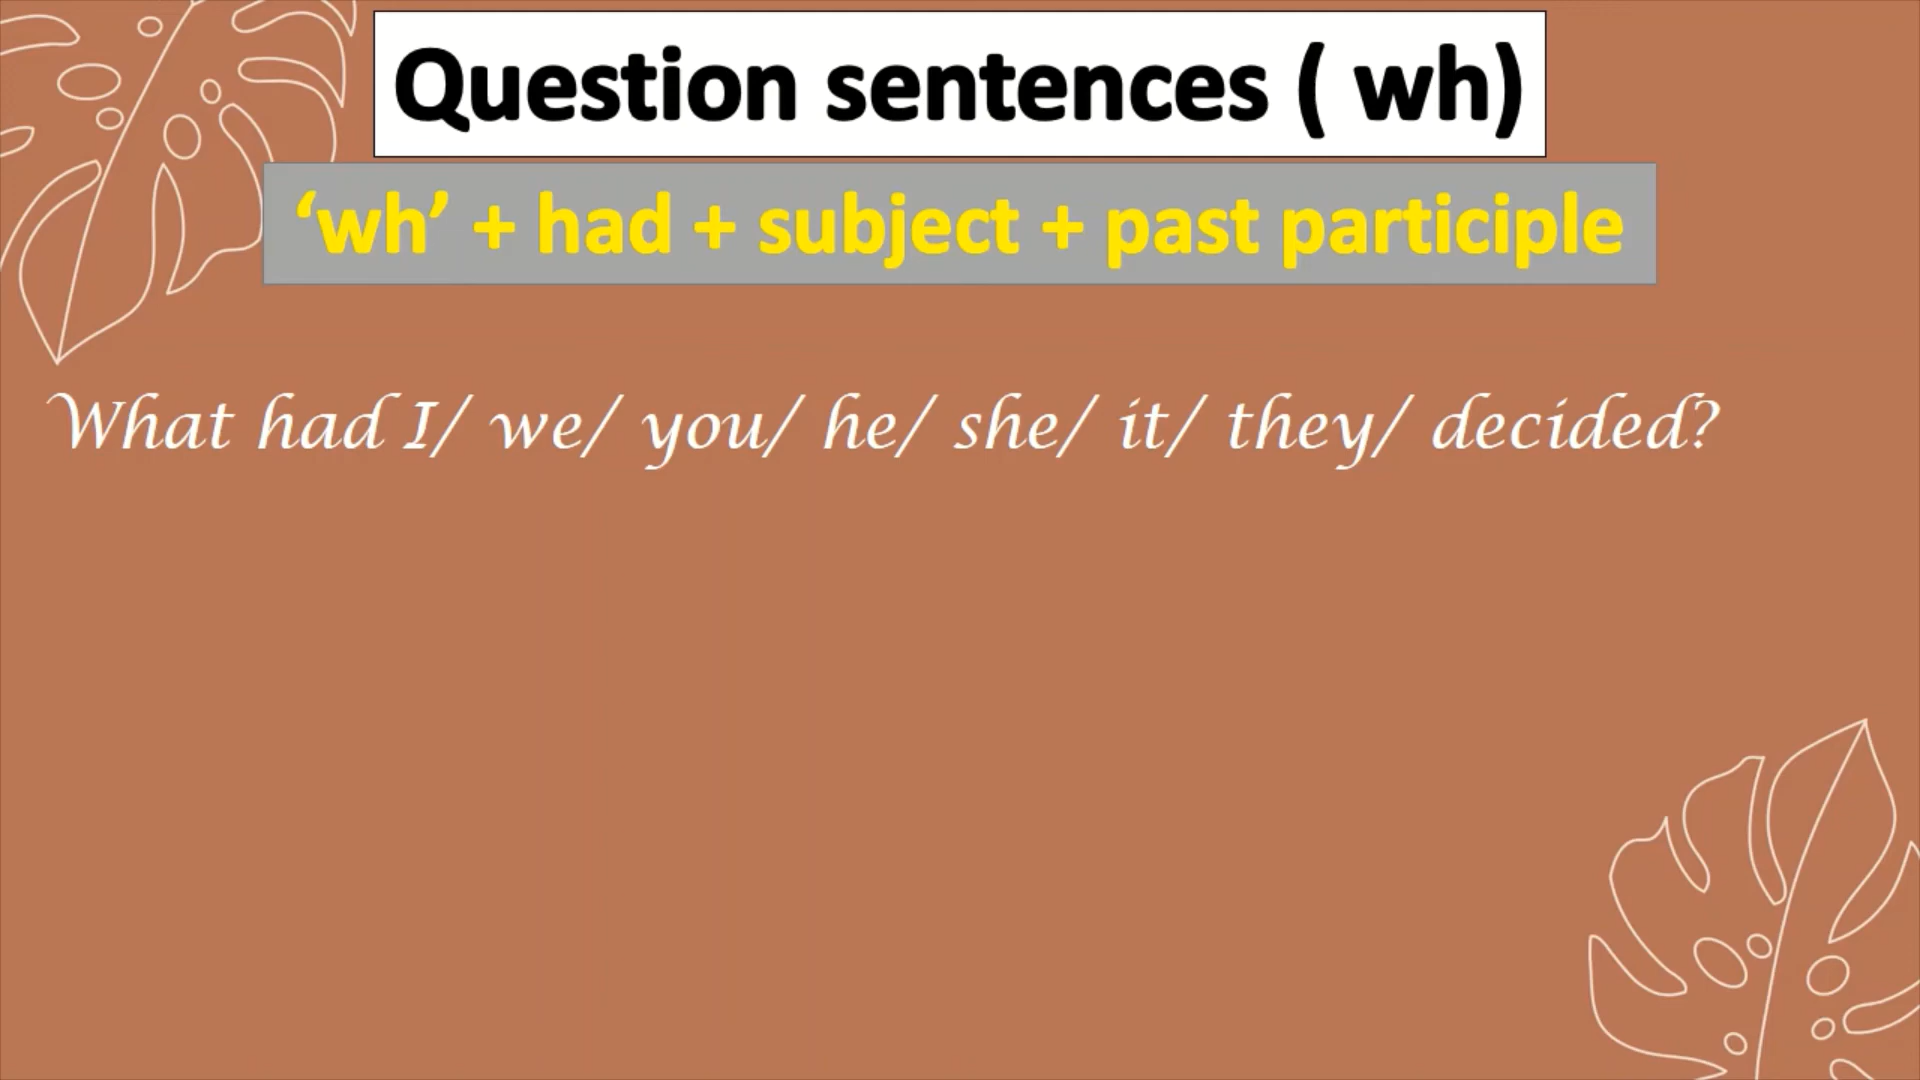 Question sentences ( wh)
‘wh’ + had + subject + past participle
What had I/ we/ you/ he/ she/ it/ they/ decided?